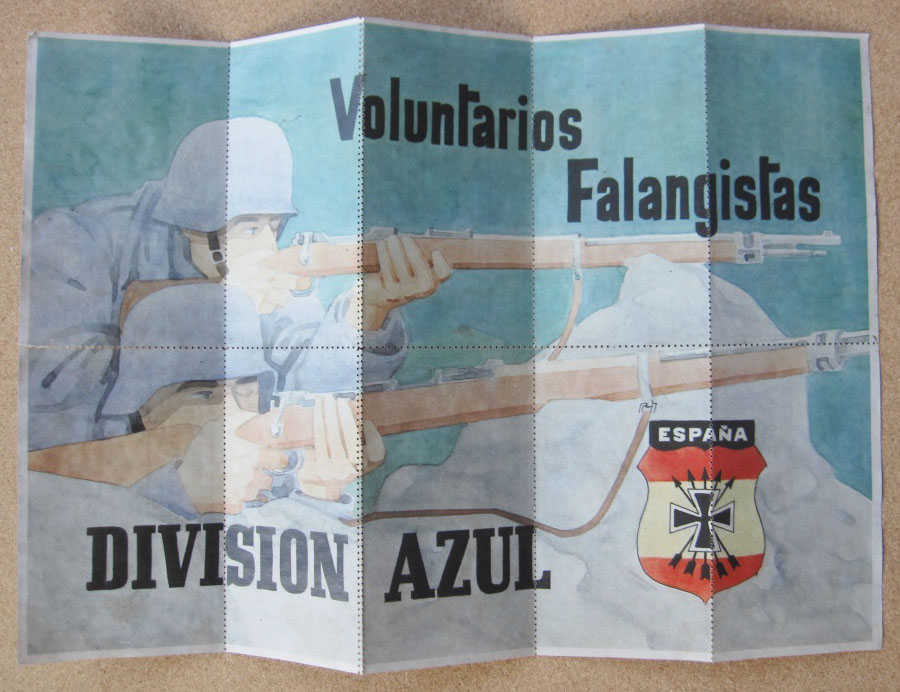 Voluntarios
Falangistas
ESPAÑA
DIVISION AZUL